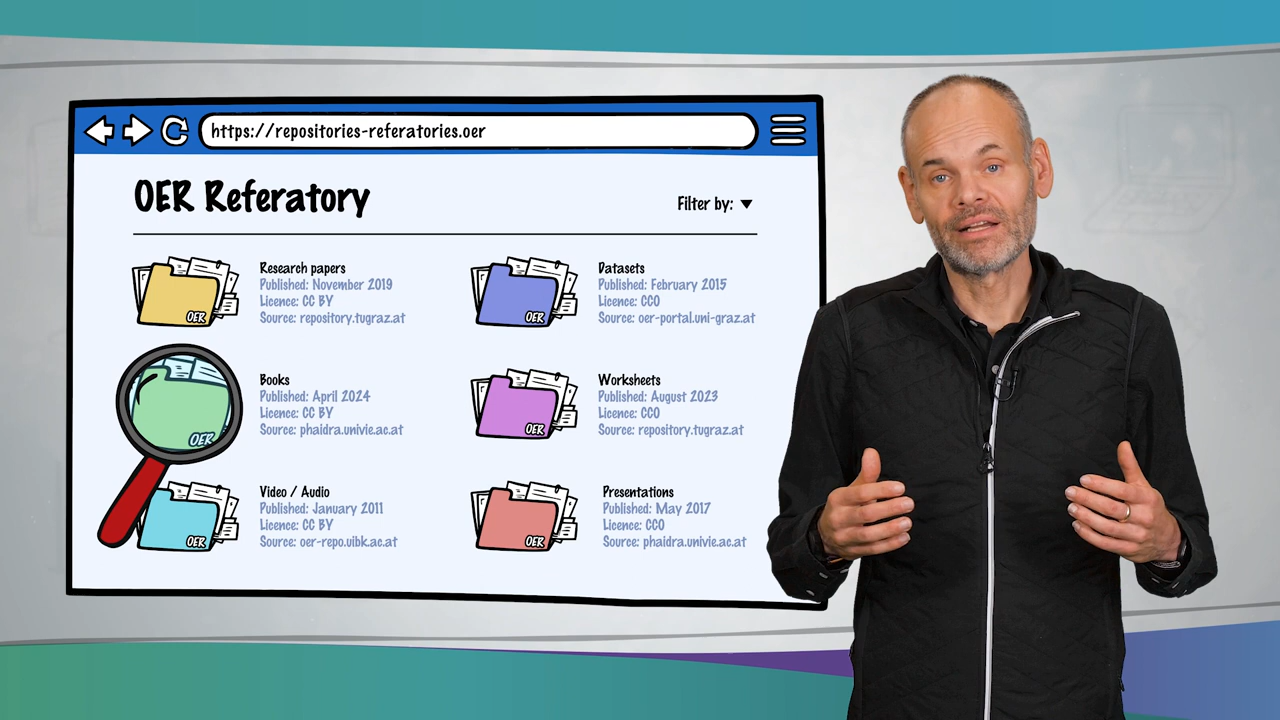 https://repositories-referatories.oer
OER Referatory
Filter by:
Research papers
Published: November 2019
Licence: CC BY
Source: repository.tugraz.at
OER
Datasets
Published: February 2015
Licence: CC0
Source: oer-portal.uni-graz.at
OER
Books
Published: April 2024
Licence: CC BY
Source: phaidra.univie.ac.at
OER
Worksheets
Published: August 2023
Licence: CC0
Source: repository.tugraz.at
OER
Video / Audio
Published: January 2011
Licence: CC BY
Source: oer-repo.uibk.ac.at
OER
Presentations
Published: May 2017
Licence: CC0
Source: phaidra.univie.ac.at
OER